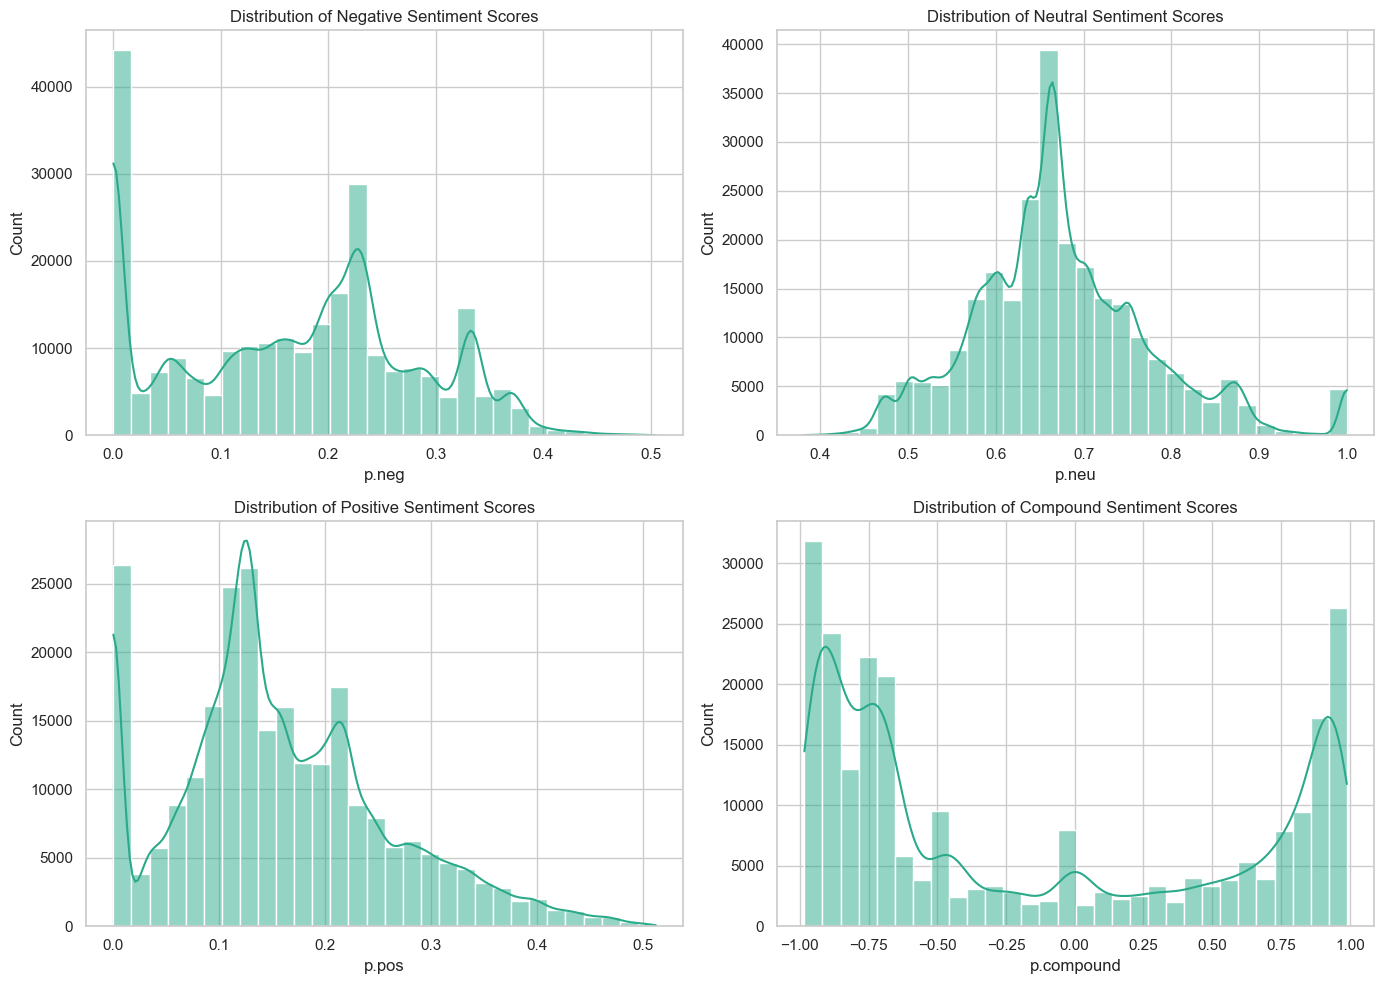 Distribution of Negative Sentiment Scores
Count
40000
30000
20000
10000
0
0.0 0.1 0.2 0.3 0.4 0.5
p.neg
Distribution of Neutral Sentiment Scores
Count
40000
35000
30000
25000
20000
15000
10000
5000
0
0.4 0.5 0.6 0.7 0.8 0.9 1.0
p.neu
Distribution of Positive Sentiment Scores
Count
25000
20000
15000
10000
5000
0
0.0 0.1 0.2 0.3 0.4 0.5
p.pos
Distribution of Compound Sentiment Scores
Count
30000
25000
20000
15000
10000
5000
0
−1.00 −0.75 −0.50 −0.25 0.00 0.25 0.50 0.75 1.00
p.compound